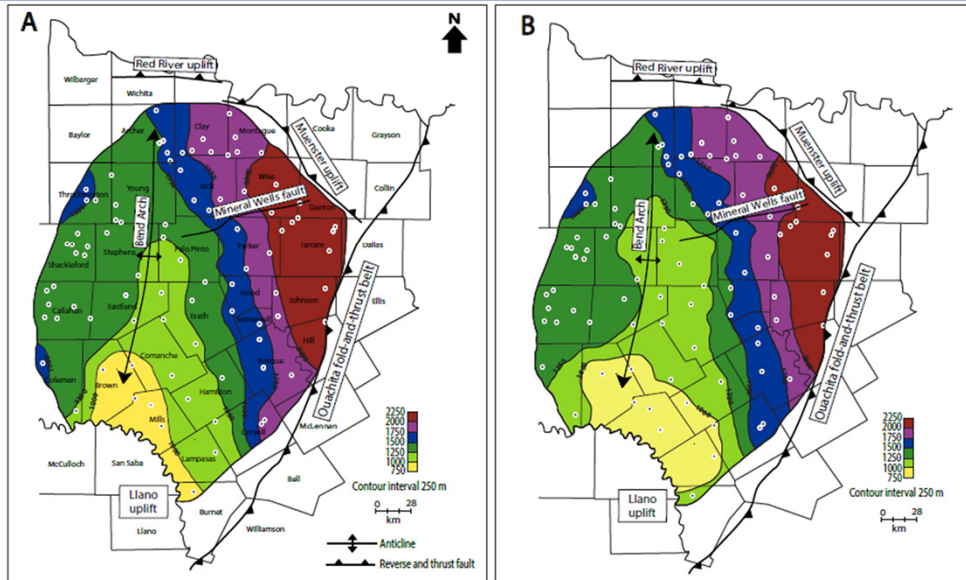 A
N
Red River uplift
Wilbarger
Wichita
Baylor
Archer
Clay
Montague
Cooke
Grayson
Muenster uplift
Throckmorton
Young
Jack
Wise
Denton
Collin
Mineral Wells fault
Bend Arch
Shackleford
Stephens
Palo Pinto
Parker
Tarrant
Dallas
Callahan
Eastland
Erath
Hood
Somervell
Johnson
Ellis
Hill
Ouachita fold-and-thrust belt
Coleman
Brown
Comanche
Bosque
Hamilton
Mills
Coryell
McLennan
McCulloch
San Saba
Lampasas
Bell
Llano
uplift
Llano
Burnet
Williamson
2250
2000
1750
1500
1250
1000
750
Contour interval 250 m
0 28
km
Anticline
Reverse and thrust fault
B
Red River uplift
Muenster uplift
Mineral Wells fault
Bend Arch
Ouachita fold-and-thrust belt
Llano
uplift
2250
2000
1750
1500
1250
1000
750
Contour interval 250 m
0 28
km